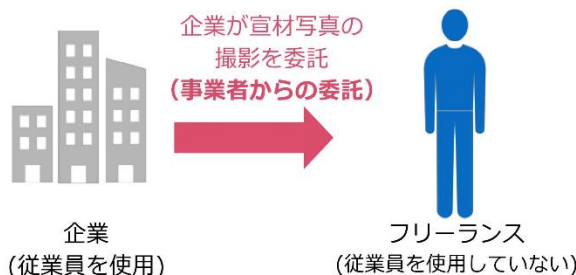 企業が宣材写真の
撮影を委託
(事業者からの委託)
企業
(従業員を使用)
フリーランス
(従業員を使用していない)